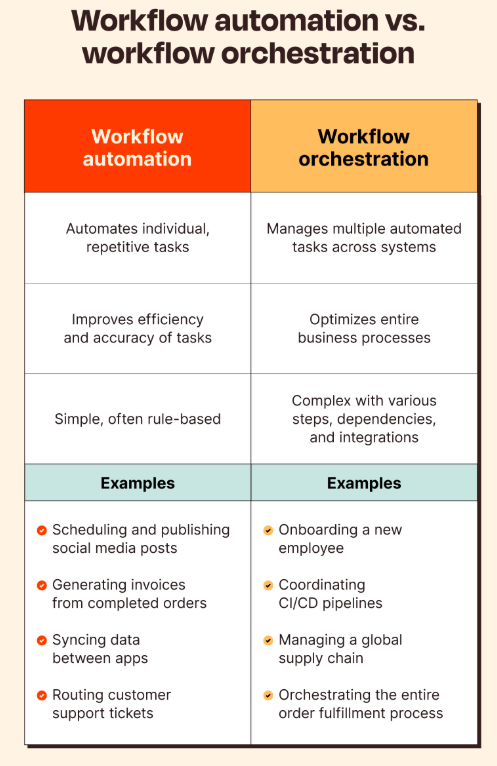 Workflow automation vs.
workflow orchestration
Workflow
automation
Workflow
orchestration
Automates individual,
repetitive tasks
Manages multiple automated
tasks across systems
Improves efficiency
and accuracy of tasks
Optimizes entire
business processes
Simple, often rule-based
Complex with various
steps, dependencies,
and integrations
Examples
Examples
Scheduling and publishing
social media posts
Generating invoices
from completed orders
Syncing data
between apps
Routing customer
support tickets
Onboarding a new
employee
Coordinating
CI/CD pipelines
Managing a global
supply chain
Orchestrating the entire
order fulfillment process